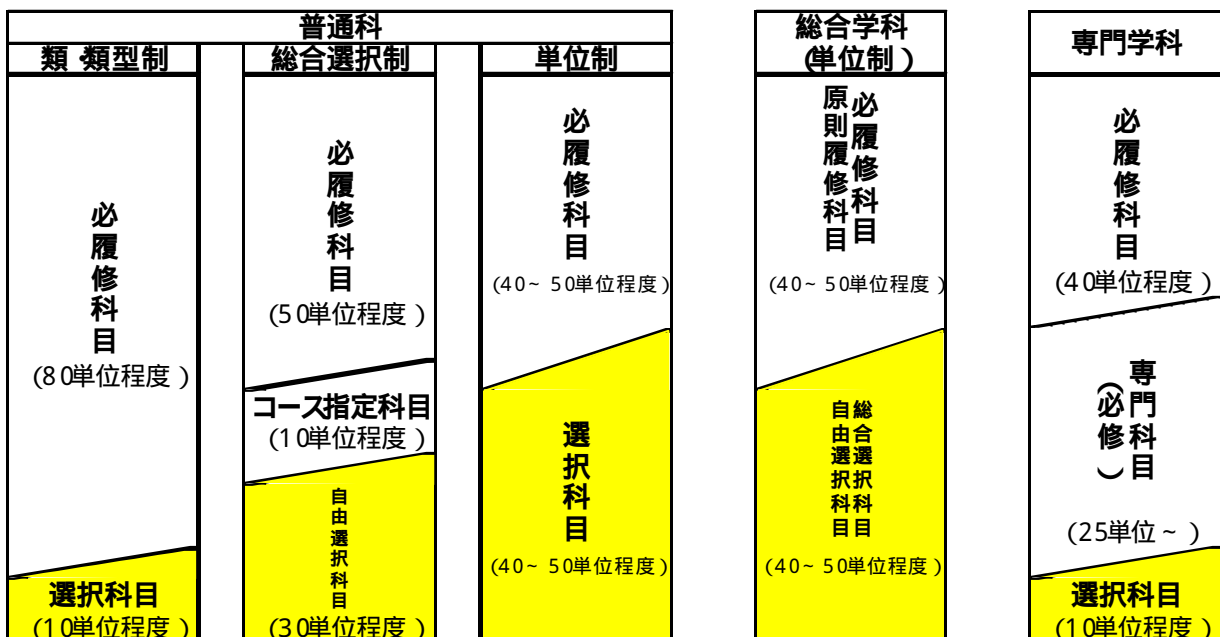 普通科
類・類型制
必履修科目
(80単位程度)
選択科目
(10単位程度)
総合選択制
必履修科目
(50単位程度)
コース指定科目
(10単位程度)
自由選択科目
(30単位程度)
単位制
必履修科目
(40~50単位程度)
選択科目
(40~50単位程度)
総合学科
(単位制)
必履修科目
原則履修科目
(40~50単位程度)
総合選択科目
自由選択科目
(40~50単位程度)
専門学科
必履修科目
(40単位程度)
専門科目
(必修)
(25単位~)
選択科目
(10単位程度)